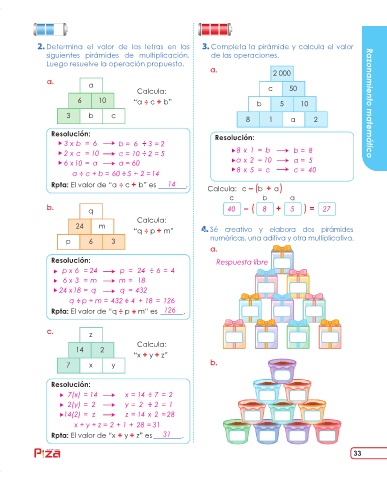 2. Determina el valor de las letras en las
siguientes pirámides de multiplicación.
Luego resuelve la operación propuesta.
a.
a
6 10
3 b c
Calcula:
"a ÷ c + b"
Resolución:
3 x b = 6 → b = 6 ÷ 3 = 2
2 x c = 10 → c = 10 ÷ 2 = 5
6 x 10 = a → a = 60
a ÷ c + b = 60 ÷ 5 + 2 = 14
Rpta: El valor de "a ÷ c + b" es 14.
b.
q
24 m
p 6 3
Calcula:
"q ÷ p + m"
Resolución:
p x 6 = 24 → p = 24 ÷ 6 = 4
6 x 3 = m → m = 18
24 x 18 = q → q = 432
q ÷ p + m = 432 ÷ 4 + 18 = 126
Rpta: El valor de "q ÷ p + m" es 126.
c.
z
14 2
7 x y
Calcula:
"x + y + z"
Resolución:
7(x) = 14 → x = 14 ÷ 7 = 2
2(y) = 2 → y = 2 ÷ 2 = 1
14(2) = z → z = 14 x 2 = 28
x + y + z = 2 + 1 + 28 = 31
Rpta: El valor de "x + y + z" es 31.
3. Completa la pirámide y calcula el valor
de las operaciones.
a.
2 000
c 50
b 5 10
8 1 a 2
Resolución:
8 x 1 = b → b = 8
a x 2 = 10 → a = 5
8 x 5 = c → c = 40
Calcula: c – (b + a)
c b a
40 – ( 8 + 5 ) = 27
4. Sé creativo y elabora dos pirámides
numéricas, una aditiva y otra multiplicativa.
a.
Respuesta libre
b.
Razonamiento matemático
Pizza
33